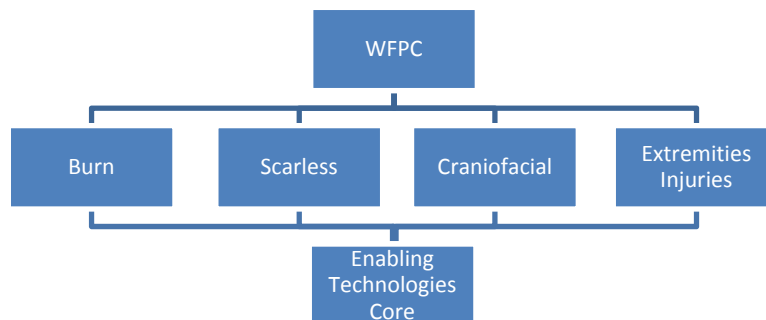 WFPC
Burn
Scarless
Craniofacial
Extremities
Injuries
Enabling
Technologies
Core